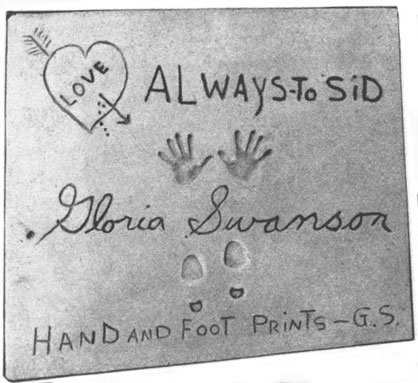 LOVE
ALWAYS-TO SiD
Gloria Swanson
HAND AND FOOT PRiNTS-G.S.